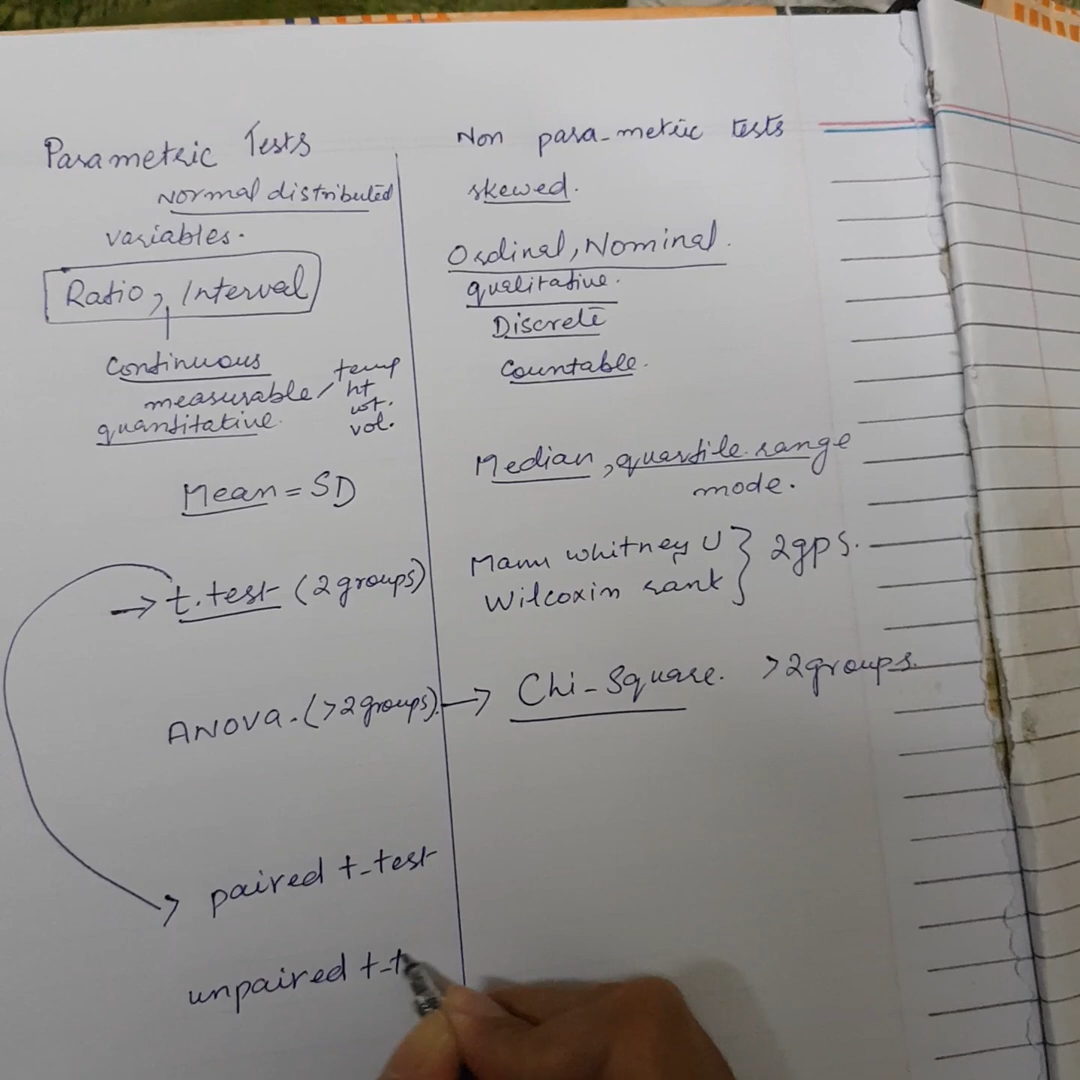 Parametric Tests
Normal distributed
variables.
Ratio, Interval
Continuous
measurable / temp
ht
wt.
vol.
quantitative.
Mean = SD
→ t.test (2 groups)
ANOVA. (>2 groups). →
→ paired t-test
unpaired t-t
Non para-metric tests
skewed.
Ordinal, Nominal.
qualitative.
Discrete
Countable.
Median, quartile range
mode.
Mann whitney U } 2gps.
Wilcoxin rank
Chi-Square. >2groups.